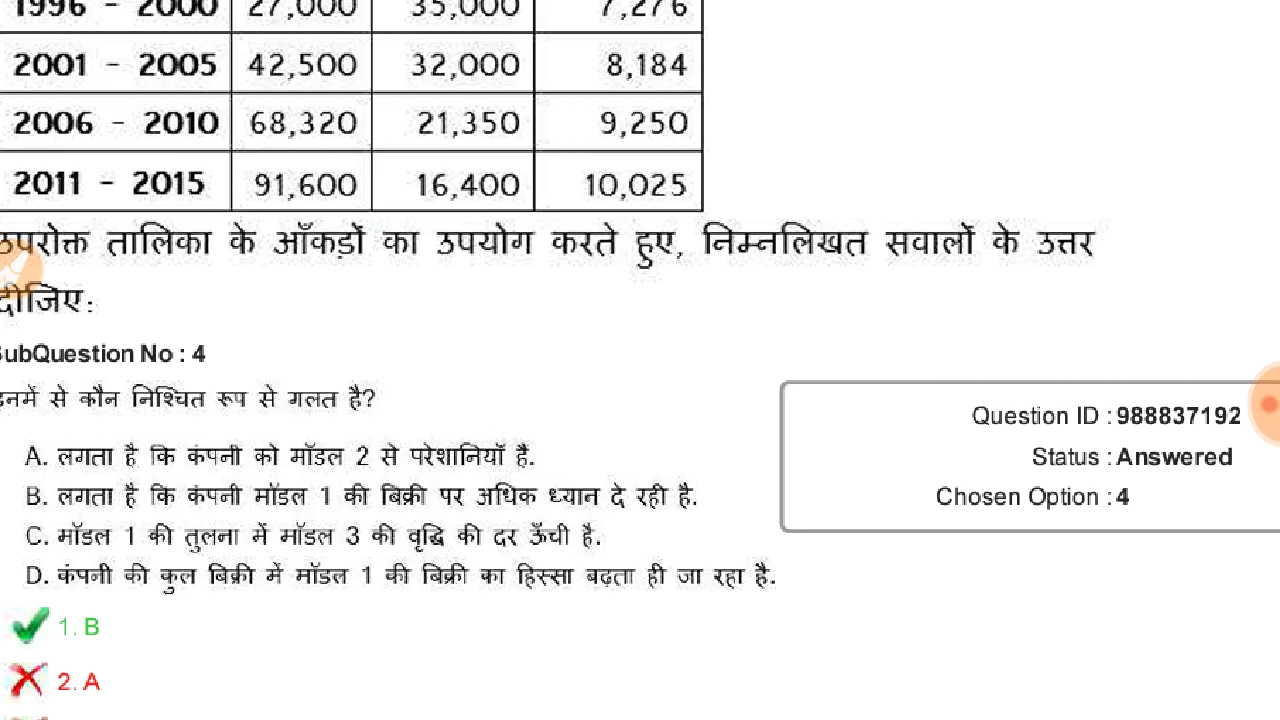 1996 - 2000 27,000 35,000 7,276
2001 - 2005 42,500 32,000 8,184
2006 - 2010 68,320 21,350 9,250
2011 - 2015 91,600 16,400 10,025
उपरोक्त तालिका के आँकड़ों का उपयोग करते हुए, निम्नलिखत सवालों के उत्तर
दीजिए:
SubQuestion No : 4
इनमें से कौन निश्चित रूप से गलत है?
A. लगता है कि कंपनी को मॉडल 2 से परेशानियाँ हैं.
B. लगता है कि कंपनी मॉडल 1 की बिक्री पर अधिक ध्यान दे रही है.
C. मॉडल 1 की तुलना में मॉडल 3 की वृद्धि की दर ऊँची है.
D. कंपनी की कुल बिक्री में मॉडल 1 की बिक्री का हिस्सा बढ़ता ही जा रहा है.
Question ID : 988837192
Status : Answered
Chosen Option : 4
1. B
2. A